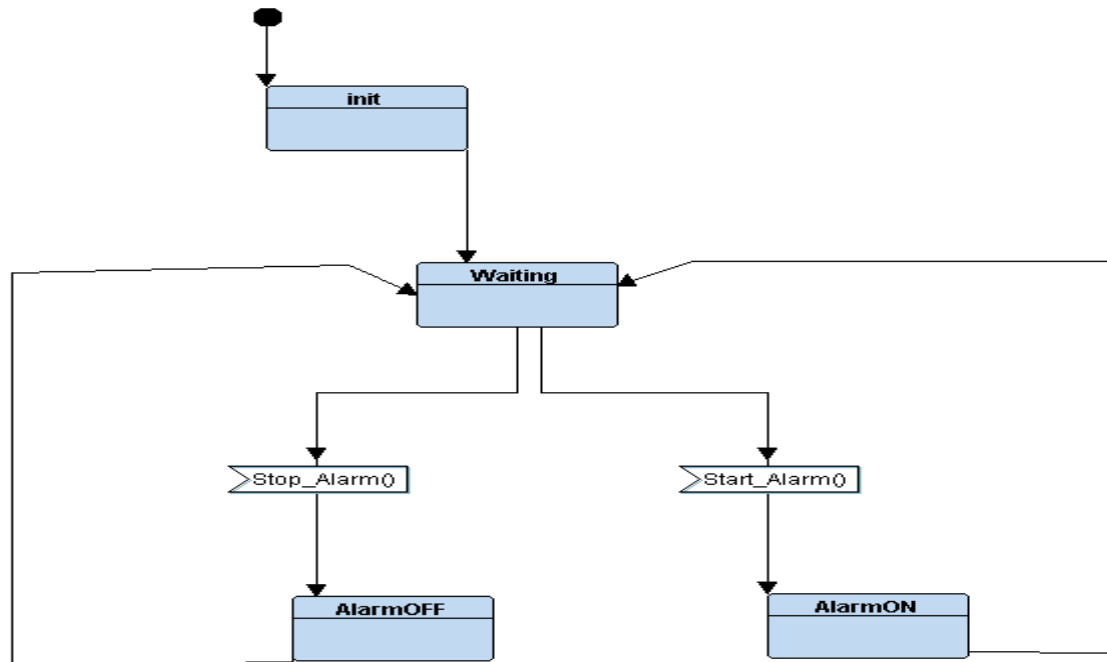 init
Waiting
Stop_Alarm()
Start_Alarm()
AlarmOFF
AlarmON